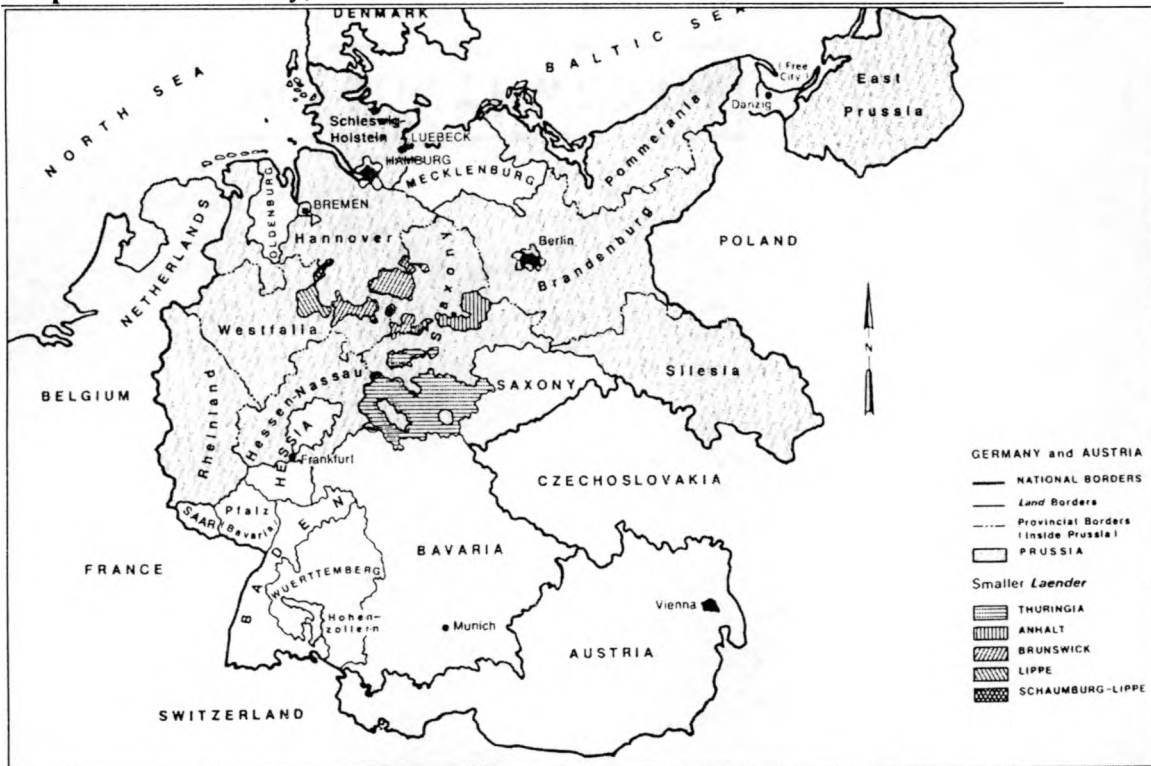 DENMARK
NORTH SEA
BALTIC SEA
( Free
City )
Danzig
East
Prussia
Schleswig-
Holstein
LUEBECK
HAMBURG
MECKLENBURG
Pommerania
OLDENBURG
BREMEN
NETHERLANDS
Hannover
Saxony
Berlin
Brandenburg
POLAND
N
Westfalia
BELGIUM
Rheinland
Hessen-Nassau
HESSIA
SAXONY
Silesia
Frankfurt
CZECHOSLOVAKIA
SAAR
Pfalz
(Bavaria)
FRANCE
BADEN
WUERTTEMBERG
BAVARIA
Hohen-
zollern
Munich
Vienna
AUSTRIA
SWITZERLAND
GERMANY and AUSTRIA
NATIONAL BORDERS
Land Borders
Provincial Borders
(Inside Prussia)
PRUSSIA
Smaller Laender
THURINGIA
ANHALT
BRUNSWICK
LIPPE
SCHAUMBURG-LIPPE